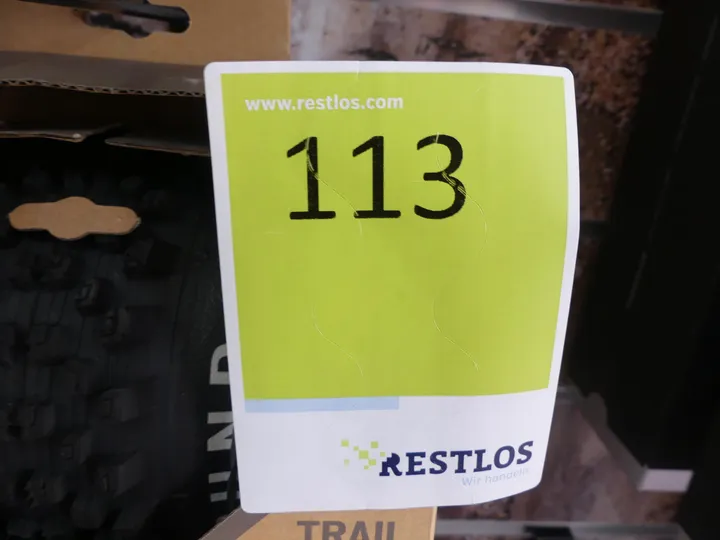 www.restlos.com
113
RESTLOS
Wir handeln
TRAIL